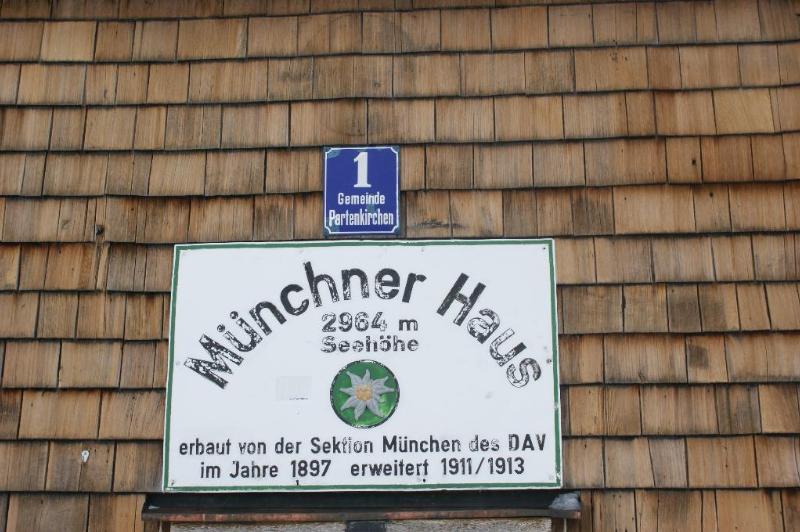 1
Gemeinde
Partenkirchen
Münchner Haus
2964 m
Seehöhe
erbaut von der Sektion München des DAV
im Jahre 1897 erweitert 1911/1913